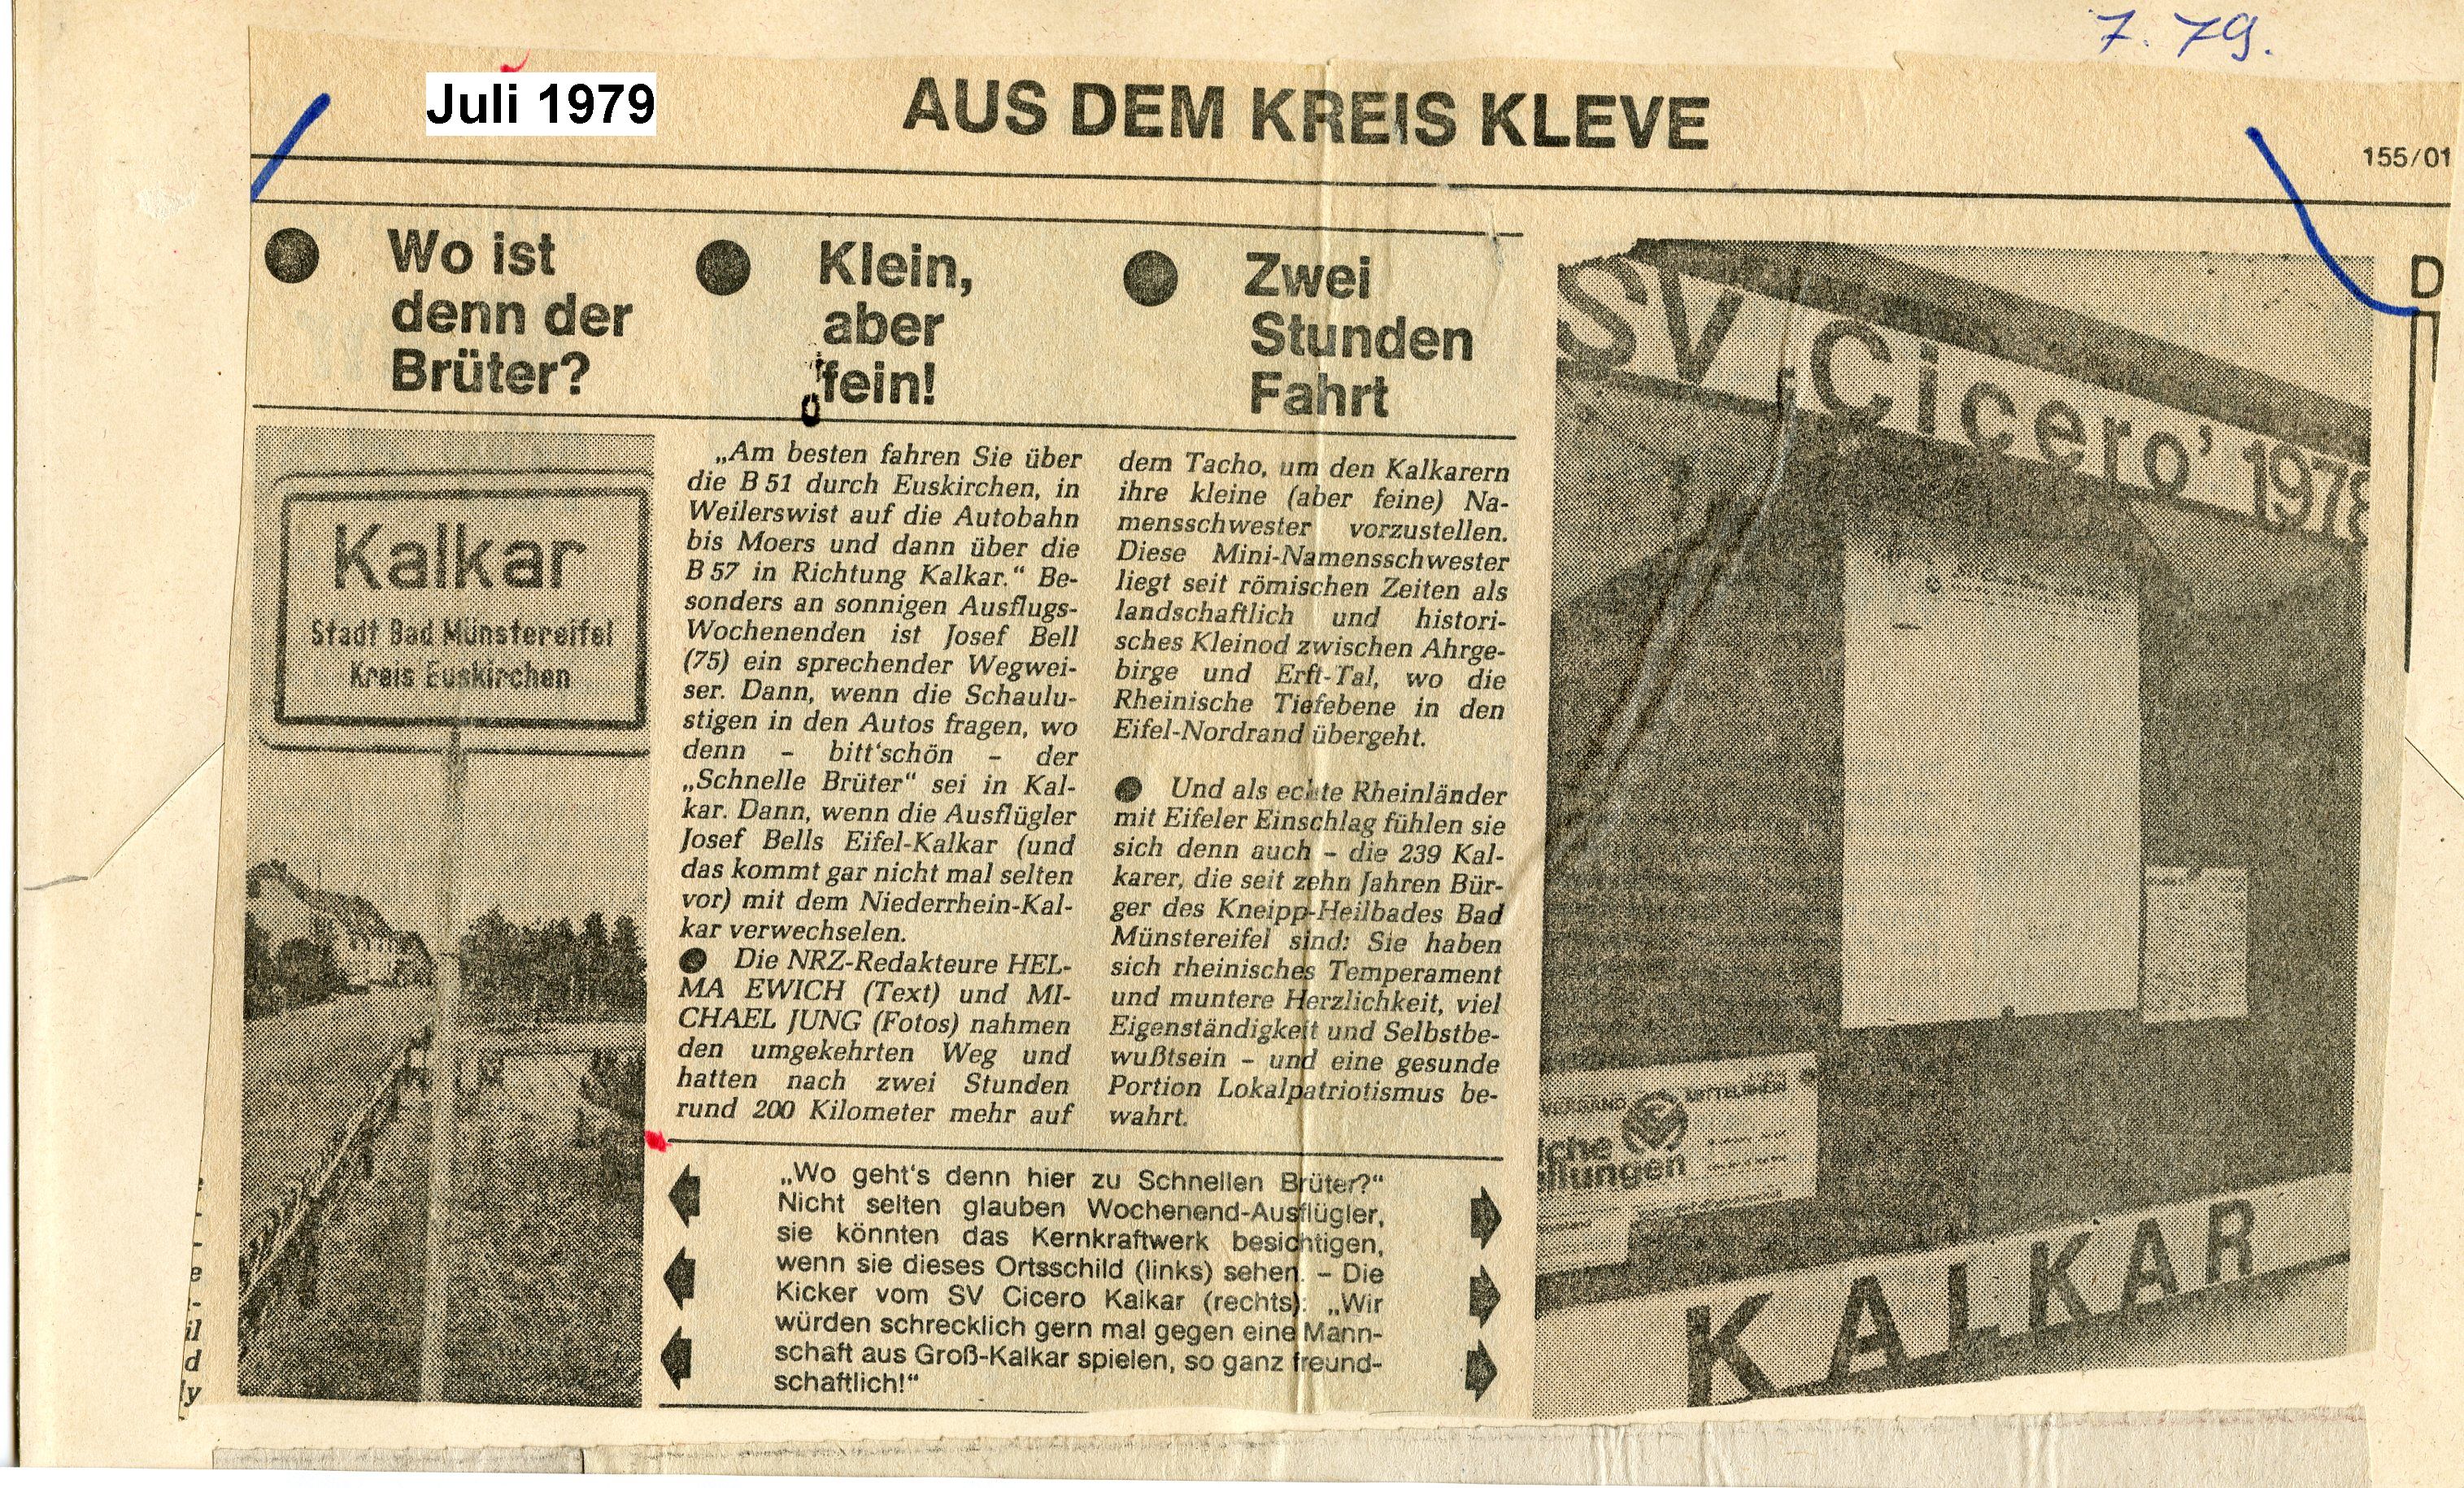 7. 79.
Juli 1979
AUS DEM KREIS KLEVE
155/01
Wo ist
denn der
Brüter?
Klein,
aber
fein!
Zwei
Stunden
Fahrt
Kalkar
Stadt Bad Münstereifel
Kreis Euskirchen
„Am besten fahren Sie über
die B 51 durch Euskirchen, in
Weilerswist auf die Autobahn
bis Moers und dann über die
B 57 in Richtung Kalkar.“ Be-
sonders an sonnigen Ausflugs-
Wochenenden ist Josef Bell
(75) ein sprechender Wegwei-
ser. Dann, wenn die Schaulu-
stigen in den Autos fragen, wo
denn – bitt‘schön – der
„Schnelle Brüter“ sei in Kal-
kar. Dann, wenn die Ausflügler
Josef Bells Eifel-Kalkar (und
das kommt gar nicht mal selten
vor) mit dem Niederrhein-Kal-
kar verwechselen.
● Die NRZ-Redakteure HEL-
MA EWICH (Text) und MI-
CHAEL JUNG (Fotos) nahmen
den umgekehrten Weg und
hatten nach zwei Stunden
rund 200 Kilometer mehr auf
dem Tacho, um den Kalkarern
ihre kleine (aber feine) Na-
mensschwester vorzustellen.
Diese Mini-Namensschwester
liegt seit römischen Zeiten als
landschaftlich und histori-
sches Kleinod zwischen Ahrge-
birge und Erft-Tal, wo die
Rheinische Tiefebene in den
Eifel-Nordrand übergeht.
● Und als echte Rheinländer
mit Eifeler Einschlag fühlen sie
sich denn auch – die 239 Kal-
karer, die seit zehn Jahren Bür-
ger des Kneipp-Heilbades Bad
Münstereifel sind: Sie haben
sich rheinisches Temperament
und muntere Herzlichkeit, viel
Eigenständigkeit und Selbstbe-
wußtsein – und eine gesunde
Portion Lokalpatriotismus be-
wahrt.
„Wo geht‘s denn hier zu Schnellen Brüter?“
Nicht selten glauben Wochenend-Ausflügler,
sie könnten das Kernkraftwerk besichtigen,
wenn sie dieses Ortsschild (links) sehen. – Die
Kicker vom SV Cicero Kalkar (rechts): „Wir
würden schrecklich gern mal gegen eine Mann-
schaft aus Groß-Kalkar spielen, so ganz freund-
schaftlich!“
SV ‚Cicero’ 1978
MITTELRHEIN
KALKAR
D
e
il
d
ly